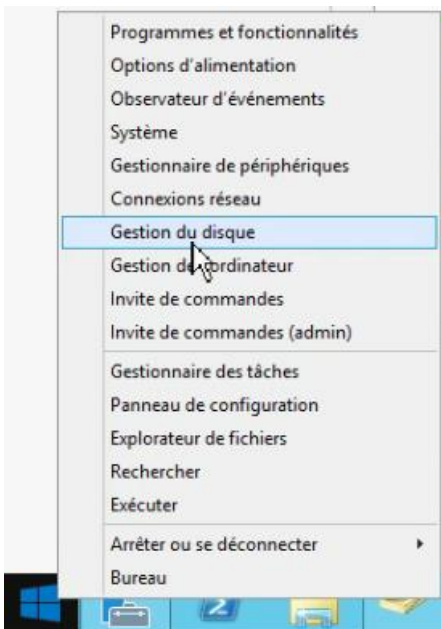 Programmes et fonctionnalités
Options d'alimentation
Observateur d'événements
Système
Gestionnaire de périphériques
Connexions réseau
Gestion du disque
Gestion de l'ordinateur
Invite de commandes
Invite de commandes (admin)
Gestionnaire des tâches
Panneau de configuration
Explorateur de fichiers
Rechercher
Exécuter
Arrêter ou se déconnecter
Bureau